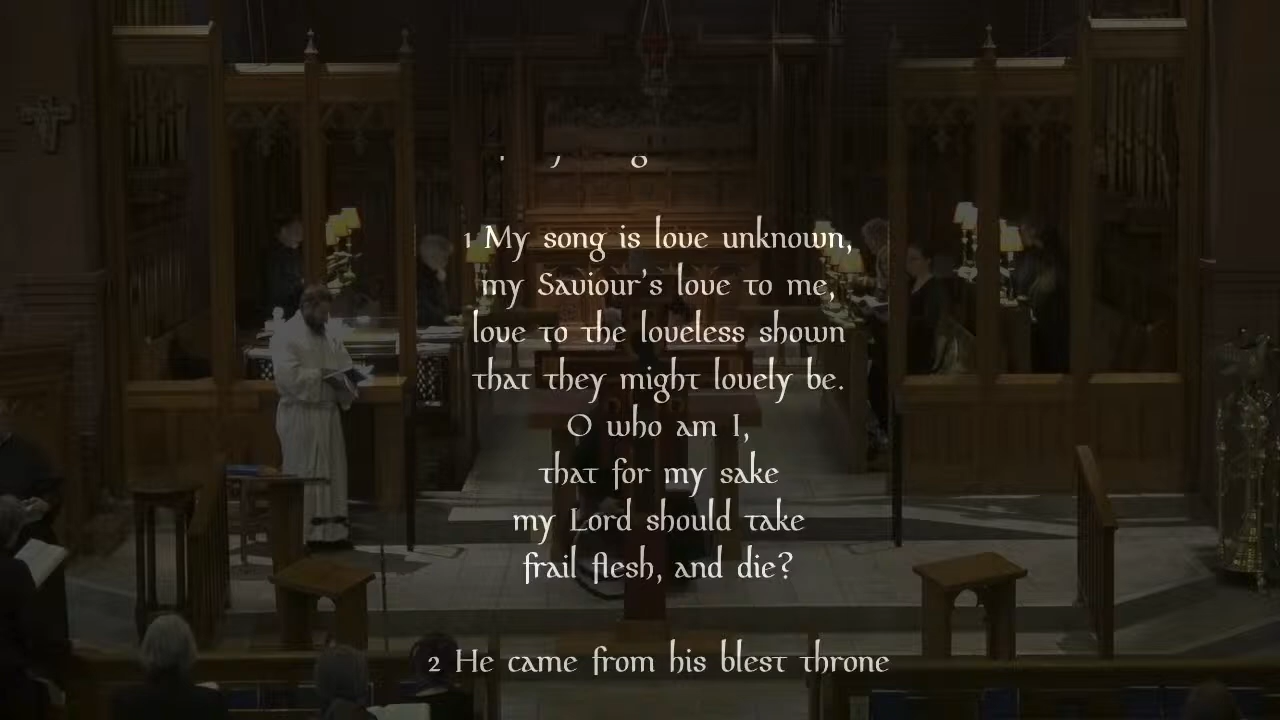 1 My song is love unknown,
my Saviour's love to me,
love to the loveless shown
that they might lovely be.
O who am I,
that for my sake
my Lord should take
frail flesh, and die?
2 He came from his blest throne